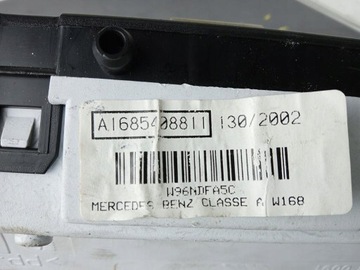 A1685408811 130/2002
W96NDFA5C
MERCEDES BENZ CLASSE A W168